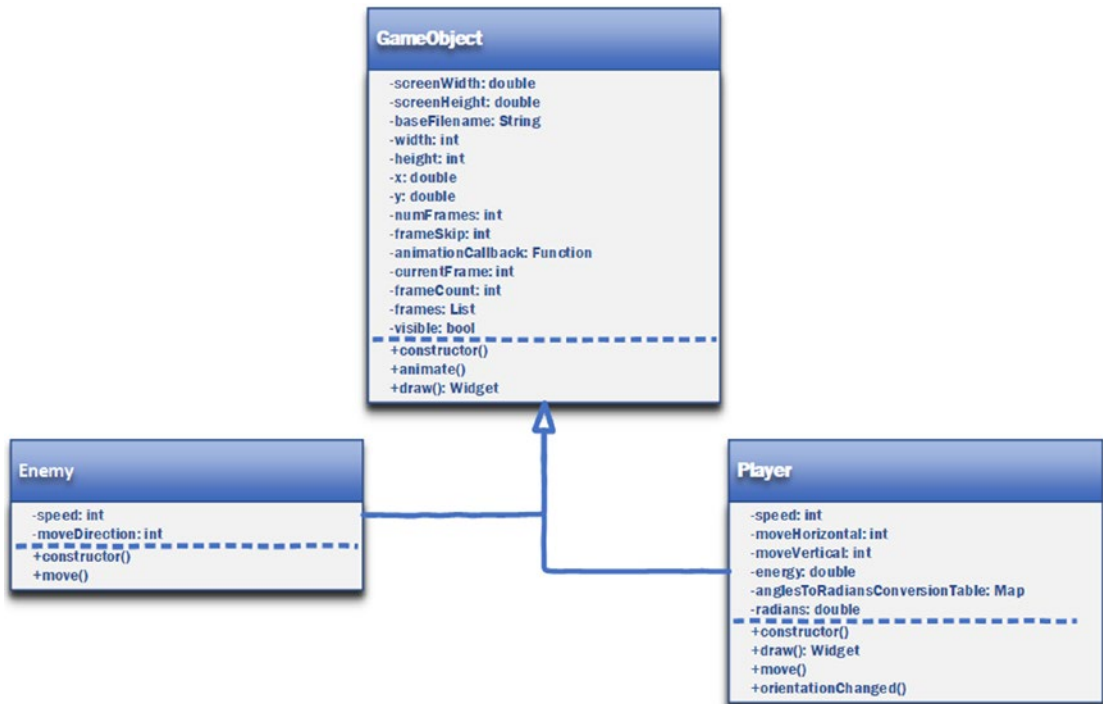 GameObject
-screenWidth: double
-screenHeight: double
-baseFilename: String
-width: int
-height: int
-x: double
-y: double
-numFrames: int
-frameSkip: int
-animationCallback: Function
-currentFrame: int
-frameCount: int
-frames: List
-visible: bool
+constructor()
+animate()
+draw(): Widget
Enemy
-speed: int
-moveDirection: int
+constructor()
+move()
Player
-speed: int
-moveHorizontal: int
-moveVertical: int
-energy: double
-anglesToRadiansConversionTable: Map
-radians: double
+constructor()
+draw(): Widget
+move()
+orientationChanged()